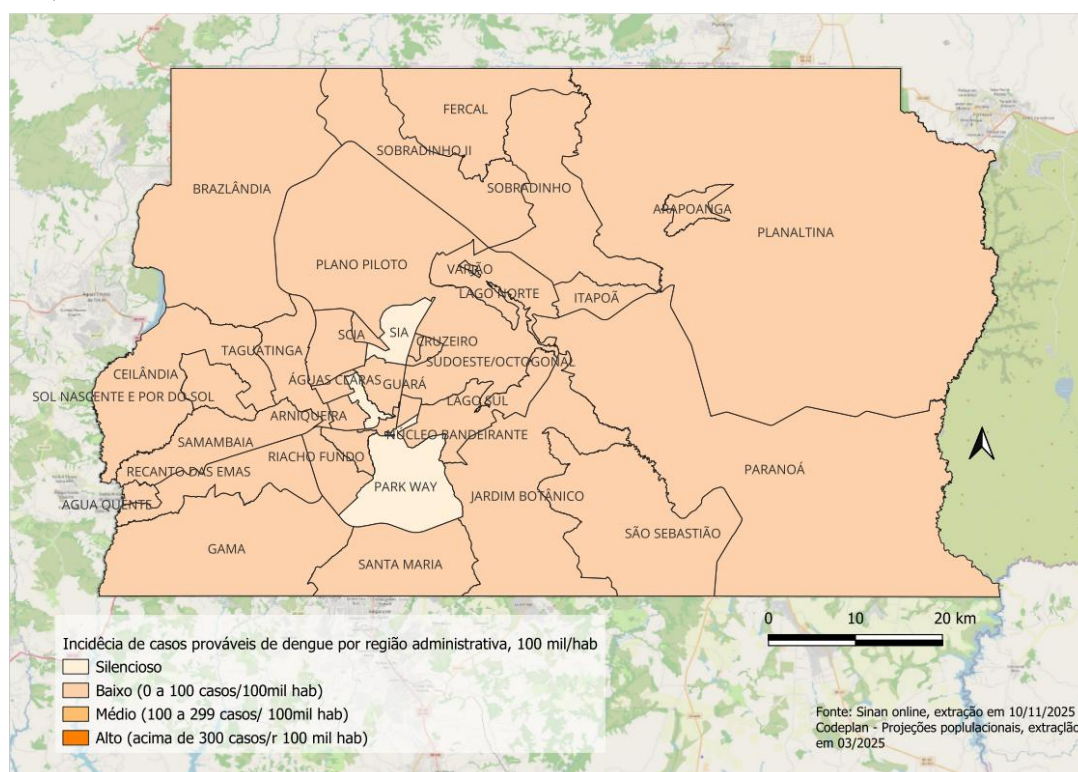 FERCAL
SOBRADINHO II
BRAZLÂNDIA
SOBRADINHO
ARAPOANGA
PLANALTINA
PLANO PILOTO
VARJÃO
LAGO NORTE
ITAPOÃ
SCIA
SIA
CRUZEIRO
TAGUATINGA
SUDOESTE/OCTOGONAL
CEILÂNDIA
ÁGUAS CLARAS
GUARÁ
SOL NASCENTE E POR DO SOL
LAGO SUL
ARNIQUEIRA
NÚCLEO BANDEIRANTE
SAMAMBAIA
RIACHO FUNDO
RECANTO DAS EMAS
PARK WAY
JARDIM BOTÂNICO
PARANOÁ
AGUA QUENTE
SÃO SEBASTIÃO
GAMA
SANTA MARIA
0 10 20 km
Incidêcia de casos prováveis de dengue por região administrativa, 100 mil/hab
Silencioso
Baixo (0 a 100 casos/100mil hab)
Médio (100 a 299 casos/ 100mil hab)
Alto (acima de 300 casos/r 100 mil hab)
Fonte: Sinan online, extração em 10/11/2025
Codeplan - Projeções poplulacionais, extração
em 03/2025